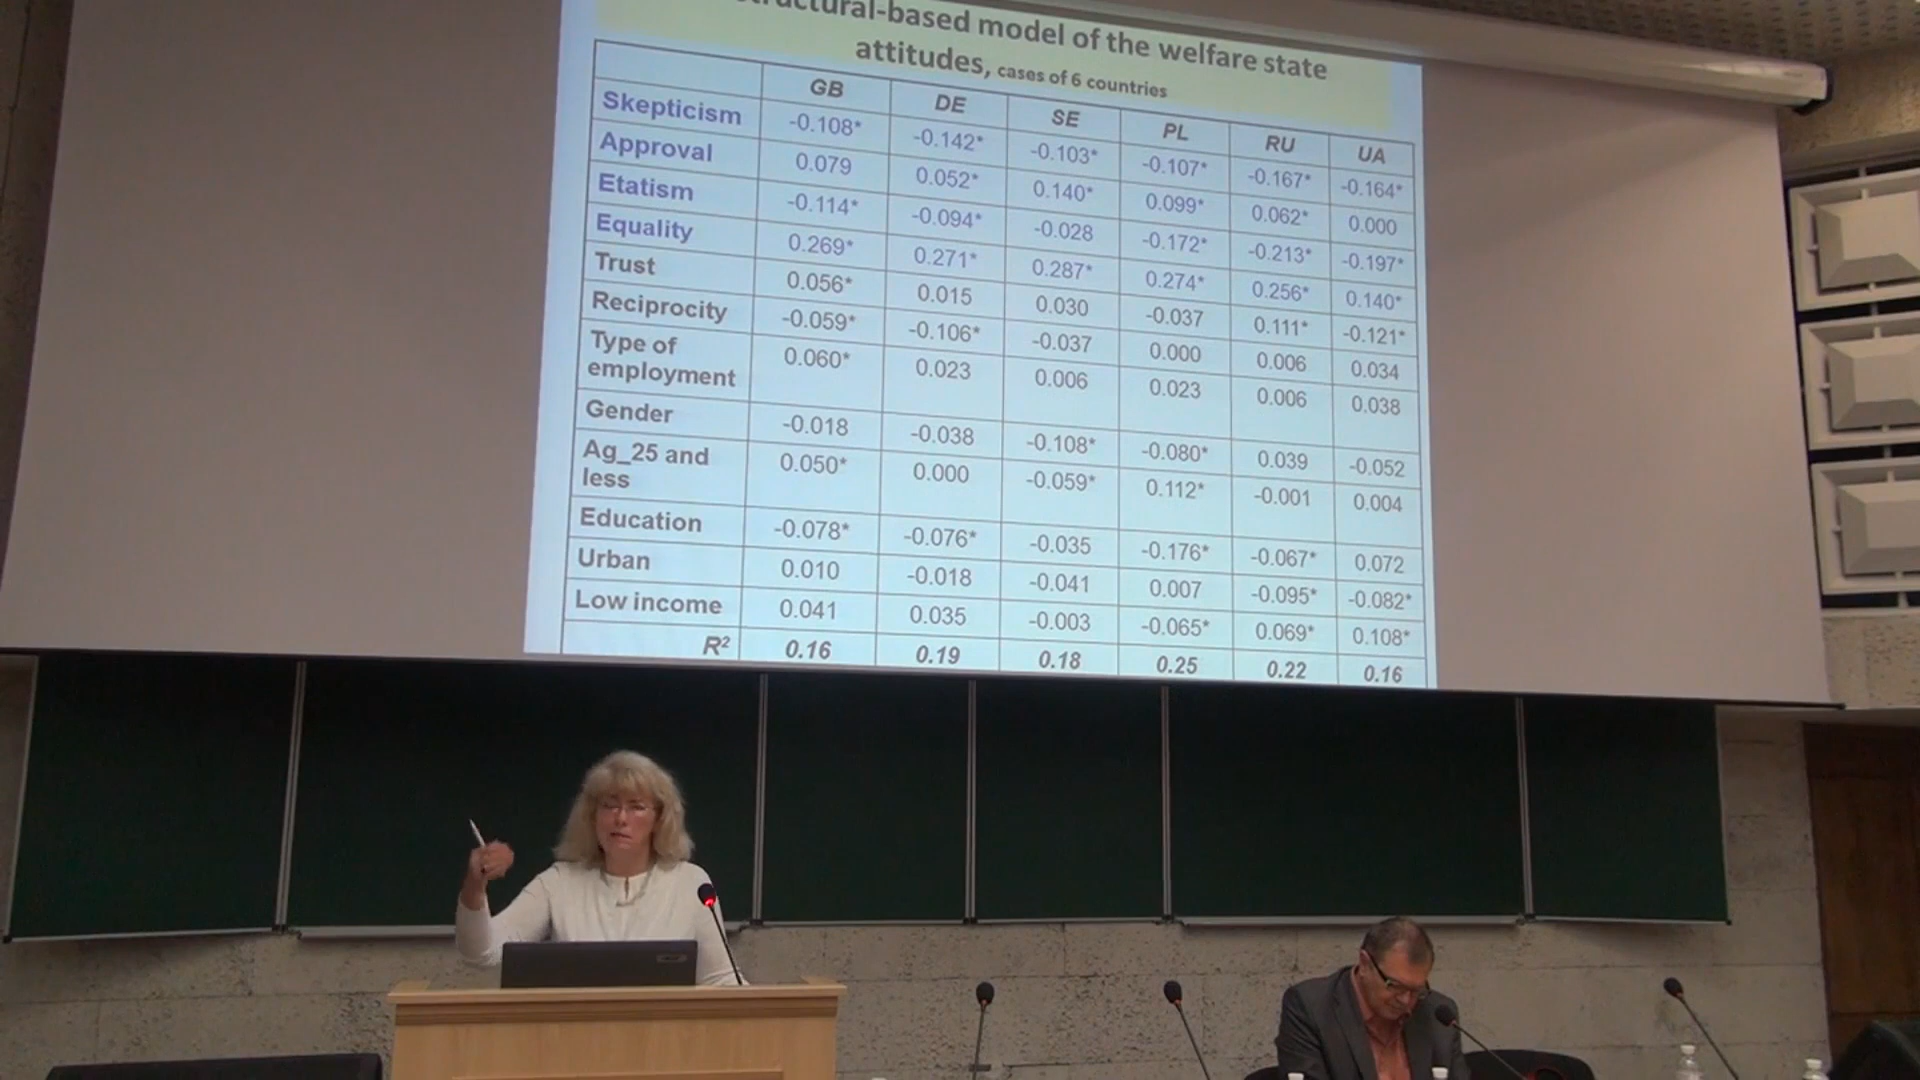 structural-based model of the welfare state
attitudes, cases of 6 countries
GB DE SE PL RU UA
Skepticism -0.108* -0.142* -0.103* -0.107* -0.167* -0.164*
Approval 0.079 0.052* 0.140* 0.099* 0.062* 0.000
Etatism -0.114* -0.094* -0.028 -0.172* -0.213* -0.197*
Equality 0.269* 0.271* 0.287* 0.274* 0.256* 0.140*
Trust 0.056* 0.015 0.030 -0.037 0.111* -0.121*
Reciprocity -0.059* -0.106* -0.037 0.000 0.006 0.034
Type of
employment 0.060* 0.023 0.006 0.023 0.006 0.038
Gender -0.018 -0.038 -0.108* -0.080* 0.039 -0.052
Ag_25 and
less 0.050* 0.000 -0.059* 0.112* -0.001 0.004
Education -0.078* -0.076* -0.035 -0.176* -0.067* 0.072
Urban 0.010 -0.018 -0.041 0.007 -0.095* -0.082*
Low income 0.041 0.035 -0.003 -0.065* 0.069* 0.108*
R² 0.16 0.19 0.18 0.25 0.22 0.16